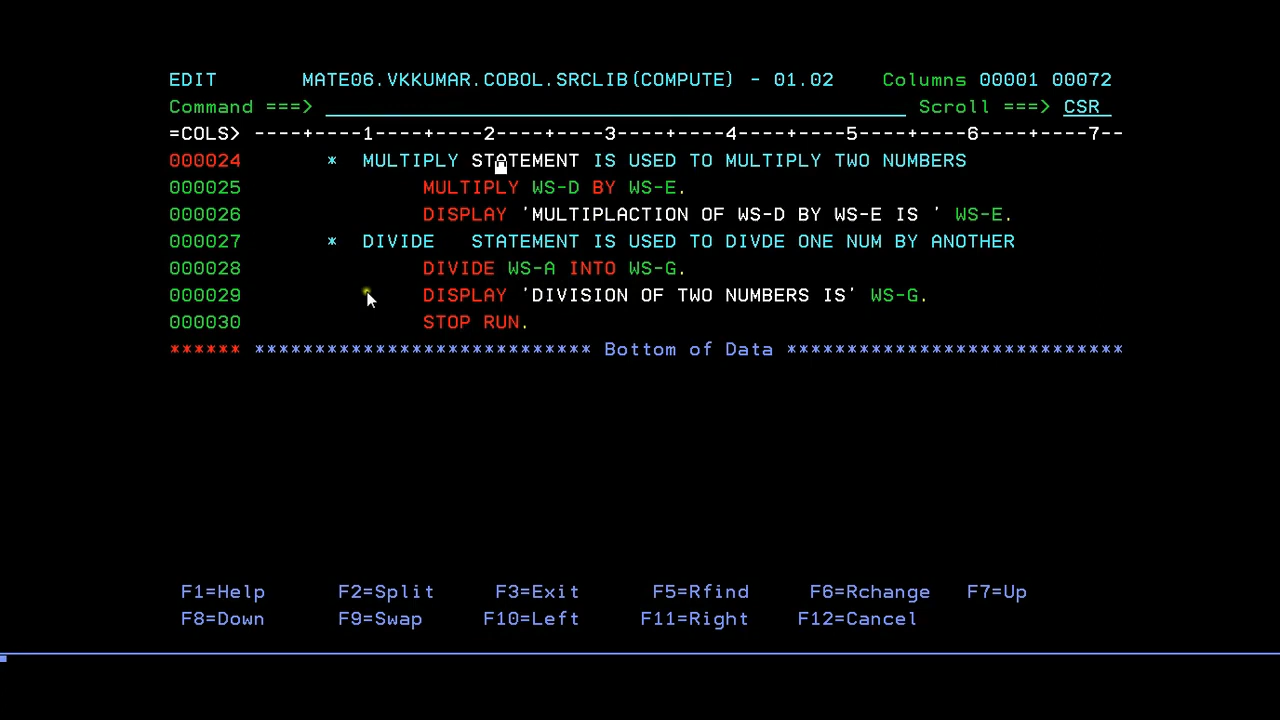 EDIT MATE06.VKKUMAR.COBOL.SRCLIB(COMPUTE) - 01.02 Columns 00001 00072
Command ===> Scroll ===> CSR
=COLS> ----+----1----+----2----+----3----+----4----+----5----+----6----+----7--
000024 * MULTIPLY STATEMENT IS USED TO MULTIPLY TWO NUMBERS
000025 MULTIPLY WS-D BY WS-E.
000026 DISPLAY 'MULTIPLACTION OF WS-D BY WS-E IS ' WS-E.
000027 * DIVIDE STATEMENT IS USED TO DIVDE ONE NUM BY ANOTHER
000028 DIVIDE WS-A INTO WS-G.
000029 DISPLAY 'DIVISION OF TWO NUMBERS IS' WS-G.
000030 STOP RUN.
****** **************************** Bottom of Data ****************************
F1=Help F2=Split F3=Exit F5=Rfind F6=Rchange F7=Up
F8=Down F9=Swap F10=Left F11=Right F12=Cancel